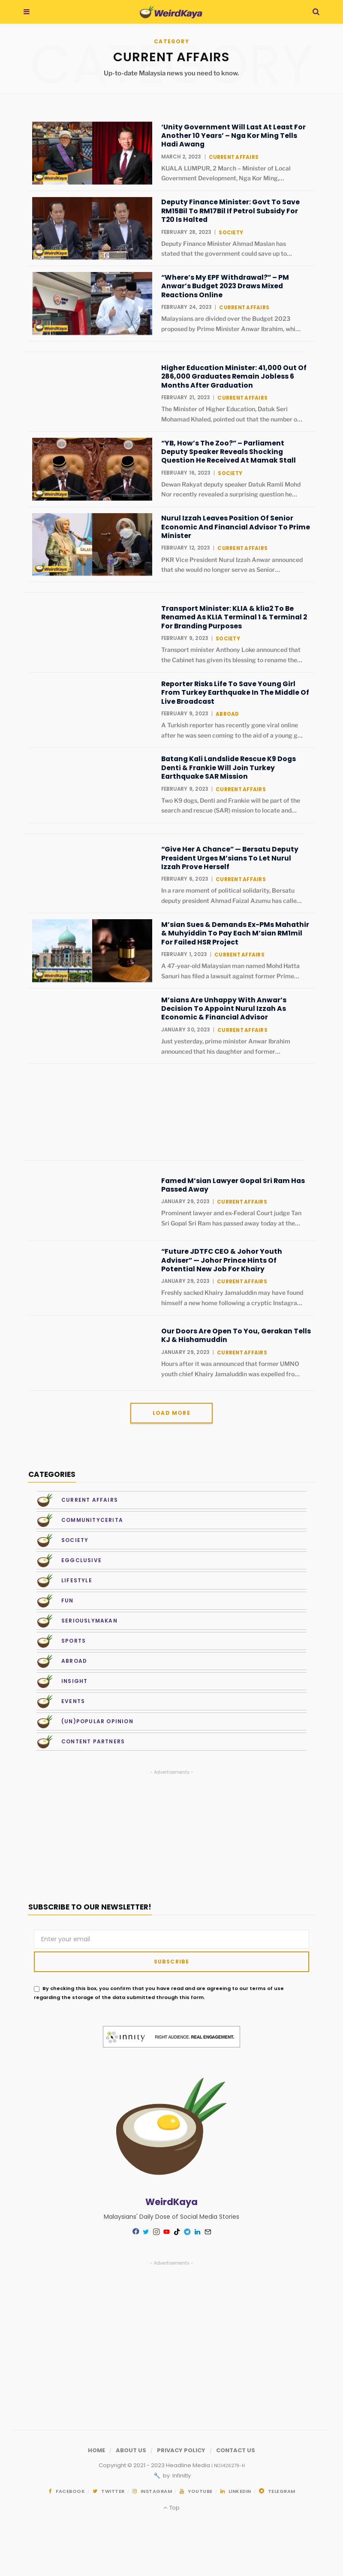 WeirdKaya
CATEGORY
CURRENT AFFAIRS
Up-to-date Malaysia news you need to know.
‘Unity Government Will Last At Least For
Another 10 Years’ – Nga Kor Ming Tells
Hadi Awang
MARCH 2, 2023 | CURRENT AFFAIRS
KUALA LUMPUR, 2 March – Minister of Local
Government Development, Nga Kor Ming,...
Deputy Finance Minister: Govt To Save
RM15Bil To RM17Bil If Petrol Subsidy For
T20 Is Halted
FEBRUARY 28, 2023 | SOCIETY
Deputy Finance Minister Ahmad Maslan has
stated that the government could save up to...
“Where’s My EPF Withdrawal?” – PM
Anwar’s Budget 2023 Draws Mixed
Reactions Online
FEBRUARY 24, 2023 | CURRENT AFFAIRS
Malaysians are divided over the Budget 2023
proposed by Prime Minister Anwar Ibrahim, whi...
Higher Education Minister: 41,000 Out Of
286,000 Graduates Remain Jobless 6
Months After Graduation
FEBRUARY 21, 2023 | CURRENT AFFAIRS
The Minister of Higher Education, Datuk Seri
Mohamad Khaled, pointed out that the number o...
“YB, How’s The Zoo?” – Parliament
Deputy Speaker Reveals Shocking
Question He Received At Mamak Stall
FEBRUARY 16, 2023 | SOCIETY
Dewan Rakyat deputy speaker Datuk Ramli Mohd
Nor recently revealed a surprising question he...
Nurul Izzah Leaves Position Of Senior
Economic And Financial Advisor To Prime
Minister
FEBRUARY 12, 2023 | CURRENT AFFAIRS
PKR Vice President Nurul Izzah Anwar announced
that she would no longer serve as Senior...
Transport Minister: KLIA & klia2 To Be
Renamed As KLIA Terminal 1 & Terminal 2
For Branding Purposes
FEBRUARY 9, 2023 | SOCIETY
Transport minister Anthony Loke announced that
the Cabinet has given its blessing to rename the...
Reporter Risks Life To Save Young Girl
From Turkey Earthquake In The Middle Of
Live Broadcast
FEBRUARY 9, 2023 | ABROAD
A Turkish reporter has recently gone viral online
after he was seen coming to the aid of a young g...
Batang Kali Landslide Rescue K9 Dogs
Denti & Frankie Will Join Turkey
Earthquake SAR Mission
FEBRUARY 9, 2023 | CURRENT AFFAIRS
Two K9 dogs, Denti and Frankie will be part of the
search and rescue (SAR) mission to locate and...
“Give Her A Chance” — Bersatu Deputy
President Urges M’sians To Let Nurul
Izzah Prove Herself
FEBRUARY 6, 2023 | CURRENT AFFAIRS
In a rare moment of political solidarity, Bersatu
deputy president Ahmad Faizal Azumu has calle...
M’sian Sues & Demands Ex-PMs Mahathir
& Muhyiddin To Pay Each M’sian RM1mil
For Failed HSR Project
FEBRUARY 1, 2023 | CURRENT AFFAIRS
A 47-year-old Malaysian man named Mohd Hatta
Sanuri has filed a lawsuit against former Prime...
M’sians Are Unhappy With Anwar’s
Decision To Appoint Nurul Izzah As
Economic & Financial Advisor
JANUARY 30, 2023 | CURRENT AFFAIRS
Just yesterday, prime minister Anwar Ibrahim
announced that his daughter and former...
Famed M’sian Lawyer Gopal Sri Ram Has
Passed Away
JANUARY 29, 2023 | CURRENT AFFAIRS
Prominent lawyer and ex-Federal Court judge Tan
Sri Gopal Sri Ram has passed away today at the...
“Future JDTFC CEO & Johor Youth
Adviser” — Johor Prince Hints Of
Potential New Job For Khairy
JANUARY 29, 2023 | CURRENT AFFAIRS
Freshly sacked Khairy Jamaluddin may have found
himself a new home following a cryptic Instagra...
Our Doors Are Open To You, Gerakan Tells
KJ & Hishamuddin
JANUARY 29, 2023 | CURRENT AFFAIRS
Hours after it was announced that former UMNO
youth chief Khairy Jamaluddin was expelled fro...
LOAD MORE
CATEGORIES
CURRENT AFFAIRS
COMMUNITYCERITA
SOCIETY
EGGCLUSIVE
LIFESTYLE
FUN
SERIOUSLYMAKAN
SPORTS
ABROAD
INSIGHT
EVENTS
(UN)POPULAR OPINION
CONTENT PARTNERS
- Advertisements -
SUBSCRIBE TO OUR NEWSLETTER!
Enter your email
SUBSCRIBE
By checking this box, you confirm that you have read and are agreeing to our terms of use
regarding the storage of the data submitted through this form.
innity RIGHT AUDIENCE. REAL ENGAGEMENT.
WeirdKaya
Malaysians' Daily Dose of Social Media Stories
- Advertisements -
HOME / ABOUT US / PRIVACY POLICY / CONTACT US
Copyright © 2021 - 2023 Headline Media
by Infinity
FACEBOOK TWITTER INSTAGRAM YOUTUBE LINKEDIN TELEGRAM
Top